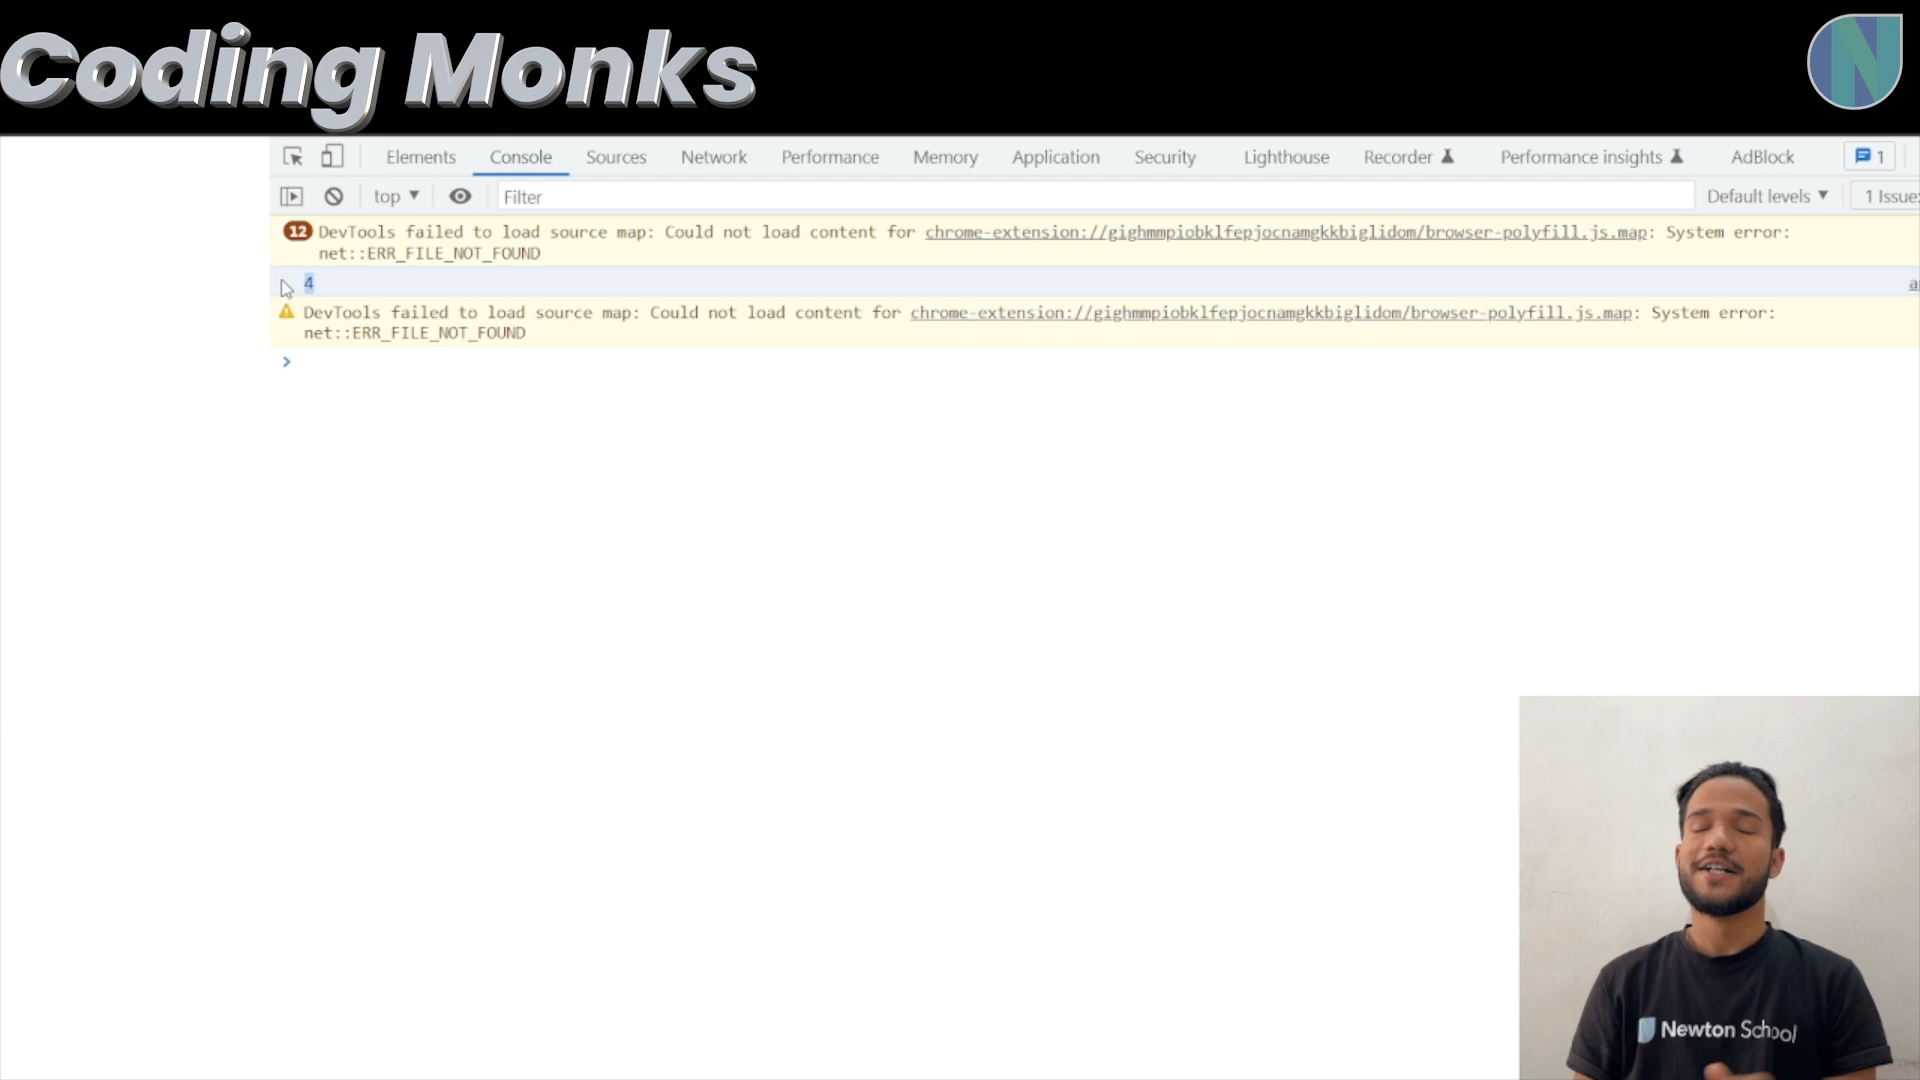 Coding Monks
N
Elements Console Sources Network Performance Memory Application Security Lighthouse Recorder Performance insights AdBlock 1
top Filter Default levels 1 Issue:
12 DevTools failed to load source map: Could not load content for chrome-extension://gighmmpiobklfepjocnamgkkbiglidom/browser-polyfill.js.map: System error:
net::ERR_FILE_NOT_FOUND
4
DevTools failed to load source map: Could not load content for chrome-extension://gighmmpiobklfepjocnamgkkbiglidom/browser-polyfill.js.map: System error:
net::ERR_FILE_NOT_FOUND
Newton School